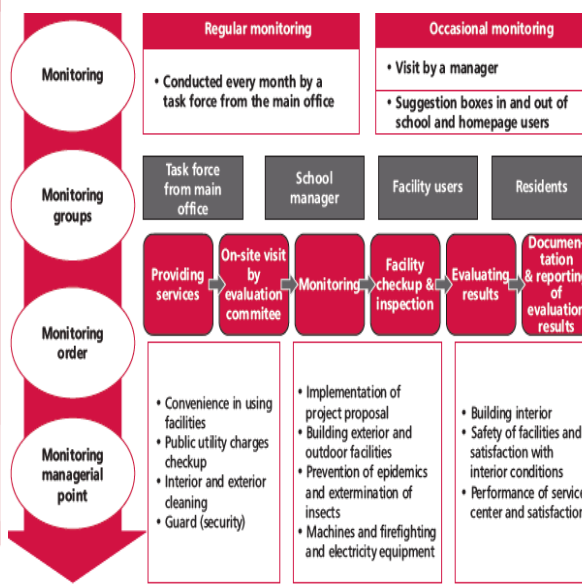 Monitoring
Regular monitoring
• Conducted every month by a
task force from the main office
Occasional monitoring
• Visit by a manager
• Suggestion boxes in and out of
school and homepage users
Monitoring
groups
Task force
from main
office
School
manager
Facility users
Residents
Monitoring
order
Providing
services
On-site visit
by
evaluation
commitee
Monitoring
Facility
checkup &
inspection
Evaluating
results
Documen-
tation
& reporting
of
evaluation
results
Monitoring
managerial
point
• Convenience in using
facilities
• Public utility charges
checkup
• Interior and exterior
cleaning
• Guard (security)
• Implementation of
project proposal
• Building exterior and
outdoor facilities
• Prevention of epidemics
and extermination of
insects
• Machines and firefighting
and electricity equipment
• Building interior
• Safety of facilities and
satisfaction with
interior conditions
• Performance of service
center and satisfaction